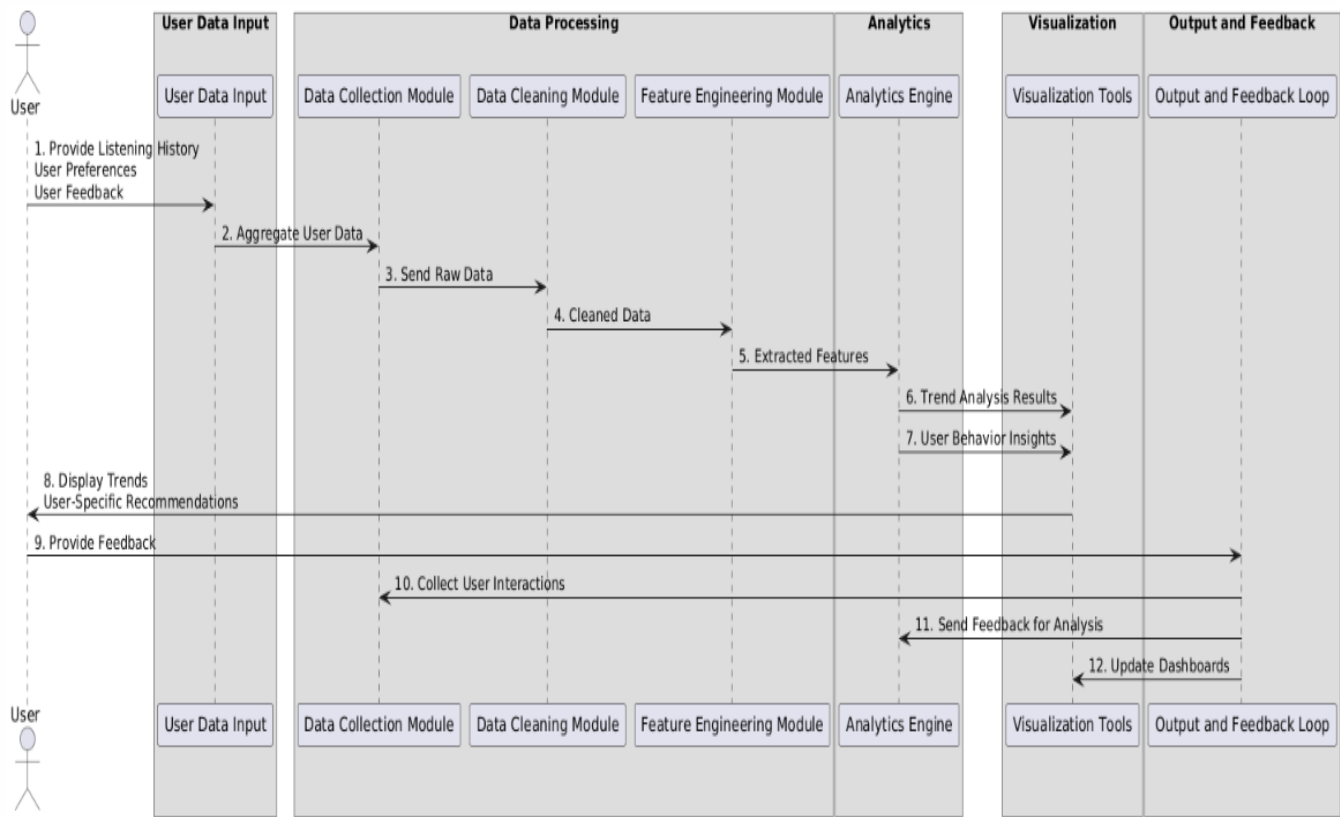 User Data Input
Data Processing
Analytics
Visualization
Output and Feedback
User
User Data Input
Data Collection Module
Data Cleaning Module
Feature Engineering Module
Analytics Engine
Visualization Tools
Output and Feedback Loop
1. Provide Listening History
User Preferences
User Feedback
2. Aggregate User Data
3. Send Raw Data
4. Cleaned Data
5. Extracted Features
6. Trend Analysis Results
7. User Behavior Insights
8. Display Trends
User-Specific Recommendations
9. Provide Feedback
10. Collect User Interactions
11. Send Feedback for Analysis
12. Update Dashboards
User
User Data Input
Data Collection Module
Data Cleaning Module
Feature Engineering Module
Analytics Engine
Visualization Tools
Output and Feedback Loop